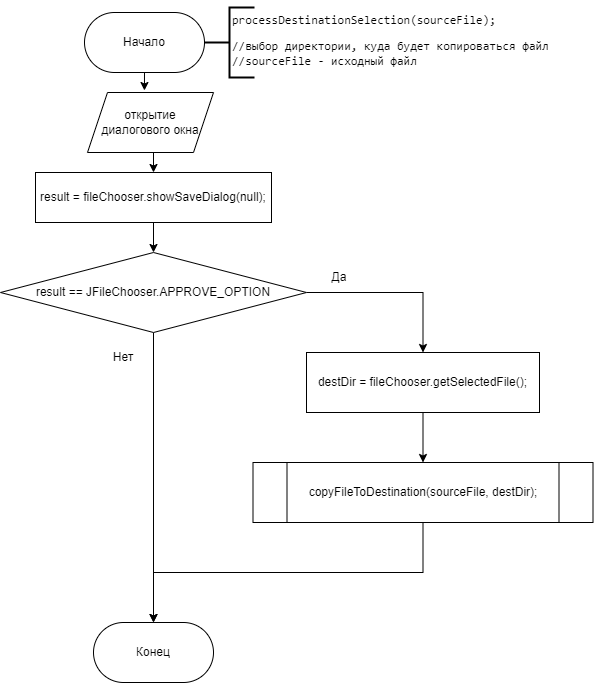 Начало
processDestinationSelection(sourceFile);
//выбор директории, куда будет копироваться файл
//sourceFile - исходный файл
открытие
диалогового окна
result = fileChooser.showSaveDialog(null);
result == JFileChooser.APPROVE_OPTION
Да
Нет
destDir = fileChooser.getSelectedFile();
copyFileToDestination(sourceFile, destDir);
Конец